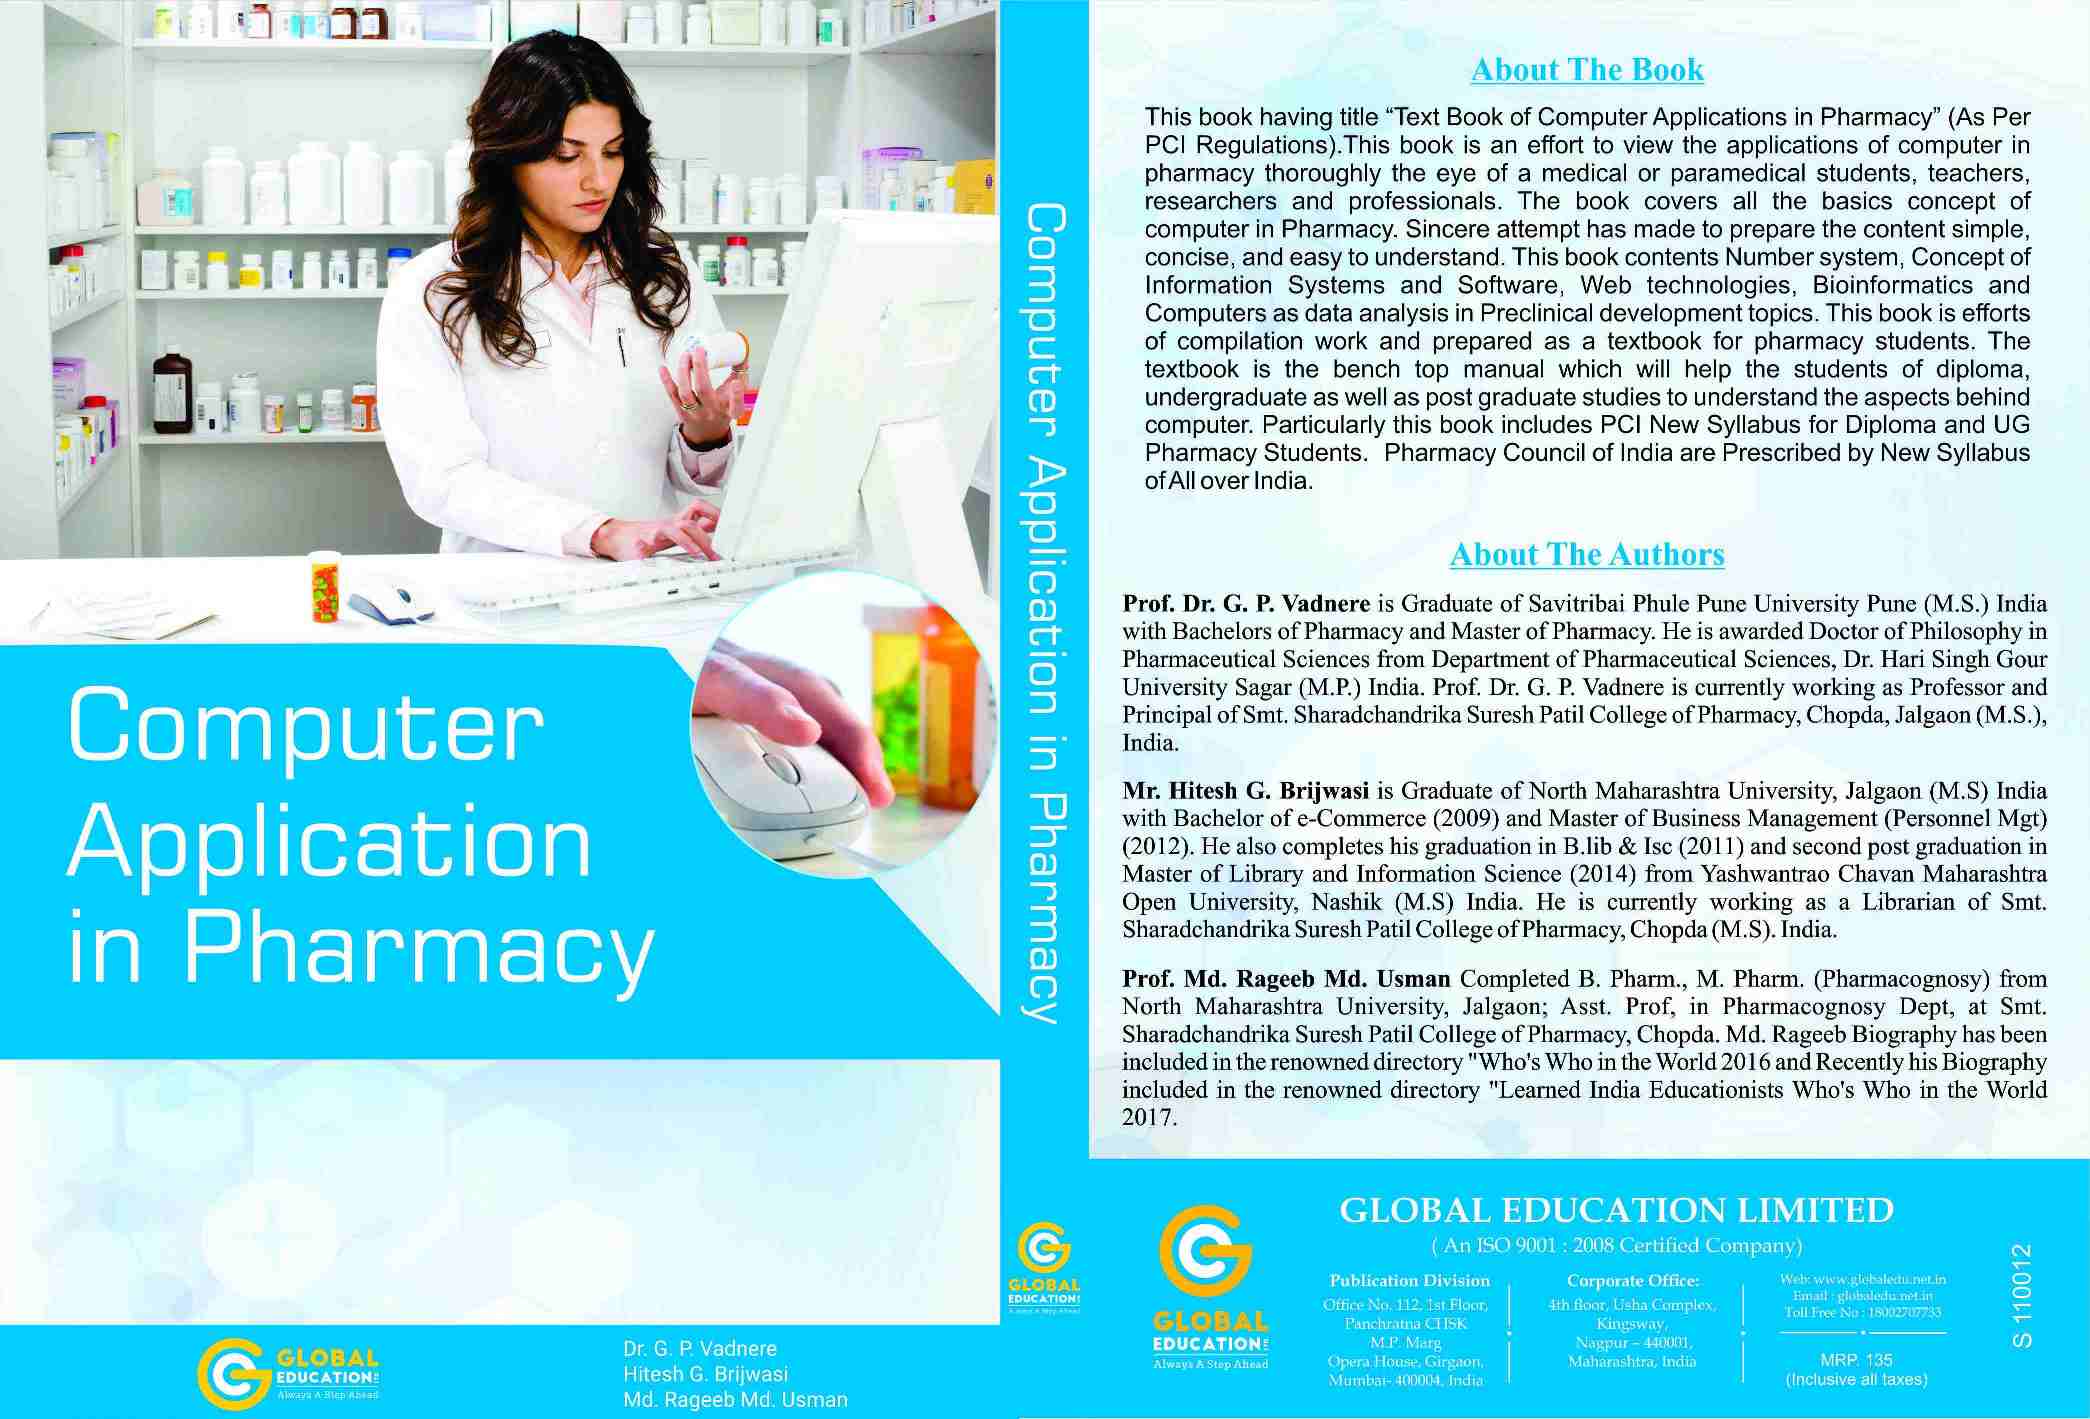 Computer
Application
in Pharmacy
GLOBAL
EDUCATION
Always A Step Ahead
Dr. G. P. Vadnere
Hitesh G. Brijwasi
Md. Rageeb Md. Usman
Computer Application in Pharmacy
GLOBAL
EDUCATION
Always A Step Ahead
About The Book
This book having title “Text Book of Computer Applications in Pharmacy” (As Per
PCI Regulations).This book is an effort to view the applications of computer in
pharmacy thoroughly the eye of a medical or paramedical students, teachers,
researchers and professionals. The book covers all the basics concept of
computer in Pharmacy. Sincere attempt has made to prepare the content simple,
concise, and easy to understand. This book contents Number system, Concept of
Information Systems and Software, Web technologies, Bioinformatics and
Computers as data analysis in Preclinical development topics. This book is efforts
of compilation work and prepared as a textbook for pharmacy students. The
textbook is the bench top manual which will help the students of diploma,
undergraduate as well as post graduate studies to understand the aspects behind
computer. Particularly this book includes PCI New Syllabus for Diploma and UG
Pharmacy Students. Pharmacy Council of India are Prescribed by New Syllabus
of All over India.
About The Authors
Prof. Dr. G. P. Vadnere is Graduate of Savitribai Phule Pune University Pune (M.S.) India
with Bachelors of Pharmacy and Master of Pharmacy. He is awarded Doctor of Philosophy in
Pharmaceutical Sciences from Department of Pharmaceutical Sciences, Dr. Hari Singh Gour
University Sagar (M.P.) India. Prof. Dr. G. P. Vadnere is currently working as Professor and
Principal of Smt. Sharadchandrika Suresh Patil College of Pharmacy, Chopda, Jalgaon (M.S.),
India.
Mr. Hitesh G. Brijwasi is Graduate of North Maharashtra University, Jalgaon (M.S) India
with Bachelor of e-Commerce (2009) and Master of Business Management (Personnel Mgt)
(2012). He also completes his graduation in B.lib & Isc (2011) and second post graduation in
Master of Library and Information Science (2014) from Yashwantrao Chavan Maharashtra
Open University, Nashik (M.S) India. He is currently working as a Librarian of Smt.
Sharadchandrika Suresh Patil College of Pharmacy, Chopda (M.S). India.
Prof. Md. Rageeb Md. Usman Completed B. Pharm., M. Pharm. (Pharmacognosy) from
North Maharashtra University, Jalgaon; Asst. Prof, in Pharmacognosy Dept, at Smt.
Sharadchandrika Suresh Patil College of Pharmacy, Chopda. Md. Rageeb Biography has been
included in the renowned directory "Who's Who in the World 2016 and Recently his Biography
included in the renowned directory "Learned India Educationists Who's Who in the World
2017.
GLOBAL
EDUCATION
Always A Step Ahead
GLOBAL EDUCATION LIMITED
( An ISO 9001 : 2008 Certified Company)
Publication Division
Office No. 112, 1st Floor,
Panchratna CHSK
M.P. Marg
Opera House, Girgaon,
Mumbai- 400004, India
Corporate Office:
4th floor, Usha Complex,
Kingsway,
Nagpur – 440001,
Maharashtra, India
Web: www.globaledu.net.in
Email : globaledu.net.in
Toll Free No : 18002707733
MRP. 135
(Inclusive all taxes)
S 110012